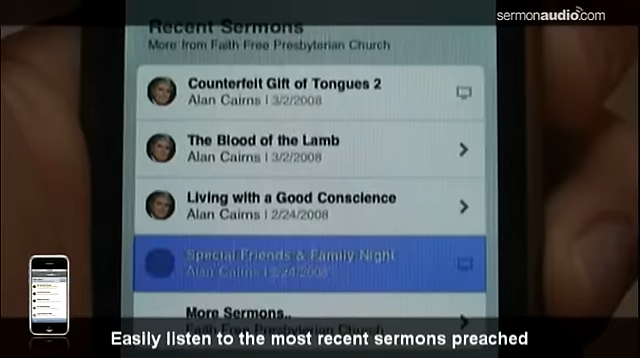 sermonaudio.com
Recent Sermons
More from Faith Free Presbyterian Church
Counterfeit Gift of Tongues 2
Alan Cairns | 3/2/2008
The Blood of the Lamb
Alan Cairns | 3/2/2008
Living with a Good Conscience
Alan Cairns | 2/24/2008
Special Friends & Family Night
Alan Cairns | 2/24/2008
More Sermons..
Faith Free Presbyterian Church
Easily listen to the most recent sermons preached